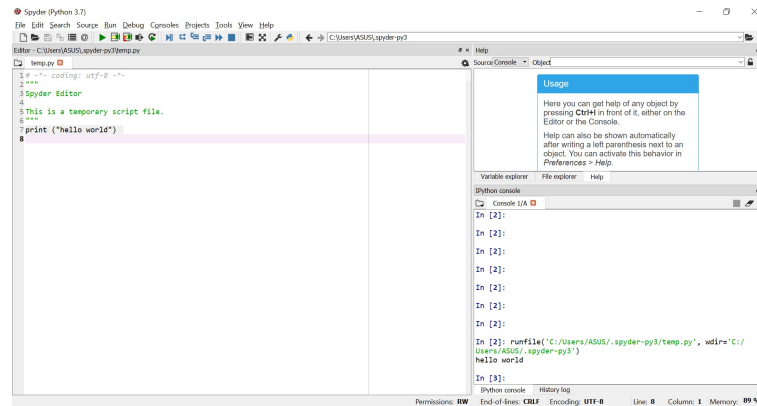 Spyder (Python 3.7)
File Edit Search Source Run Debug Consoles Projects Tools View Help
C:\Users\ASUS\.spyder-py3
Editor - C:\Users\ASUS\.spyder-py3\temp.py
temp.py
1 # -*- coding: utf-8 -*-
2 """
3 Spyder Editor
4
5 This is a temporary script file.
6 """
7 print ("hello world")
8
Help
Source Console Object
Usage
Here you can get help of any object by
pressing Ctrl+I in front of it, either on the
Editor or the Console.
Help can also be shown automatically
after writing a left parenthesis next to an
object. You can activate this behavior in
Preferences > Help.
Variable explorer File explorer Help
IPython console
Console 1/A
In [2]:
In [2]:
In [2]:
In [2]:
In [2]:
In [2]:
In [2]:
In [2]: runfile('C:/Users/ASUS/.spyder-py3/temp.py', wdir='C:/
Users/ASUS/.spyder-py3')
hello world
In [3]:
IPython console History log
Permissions: RW End-of-lines: CRLF Encoding: UTF-8 Line: 8 Column: 1 Memory: 89 %